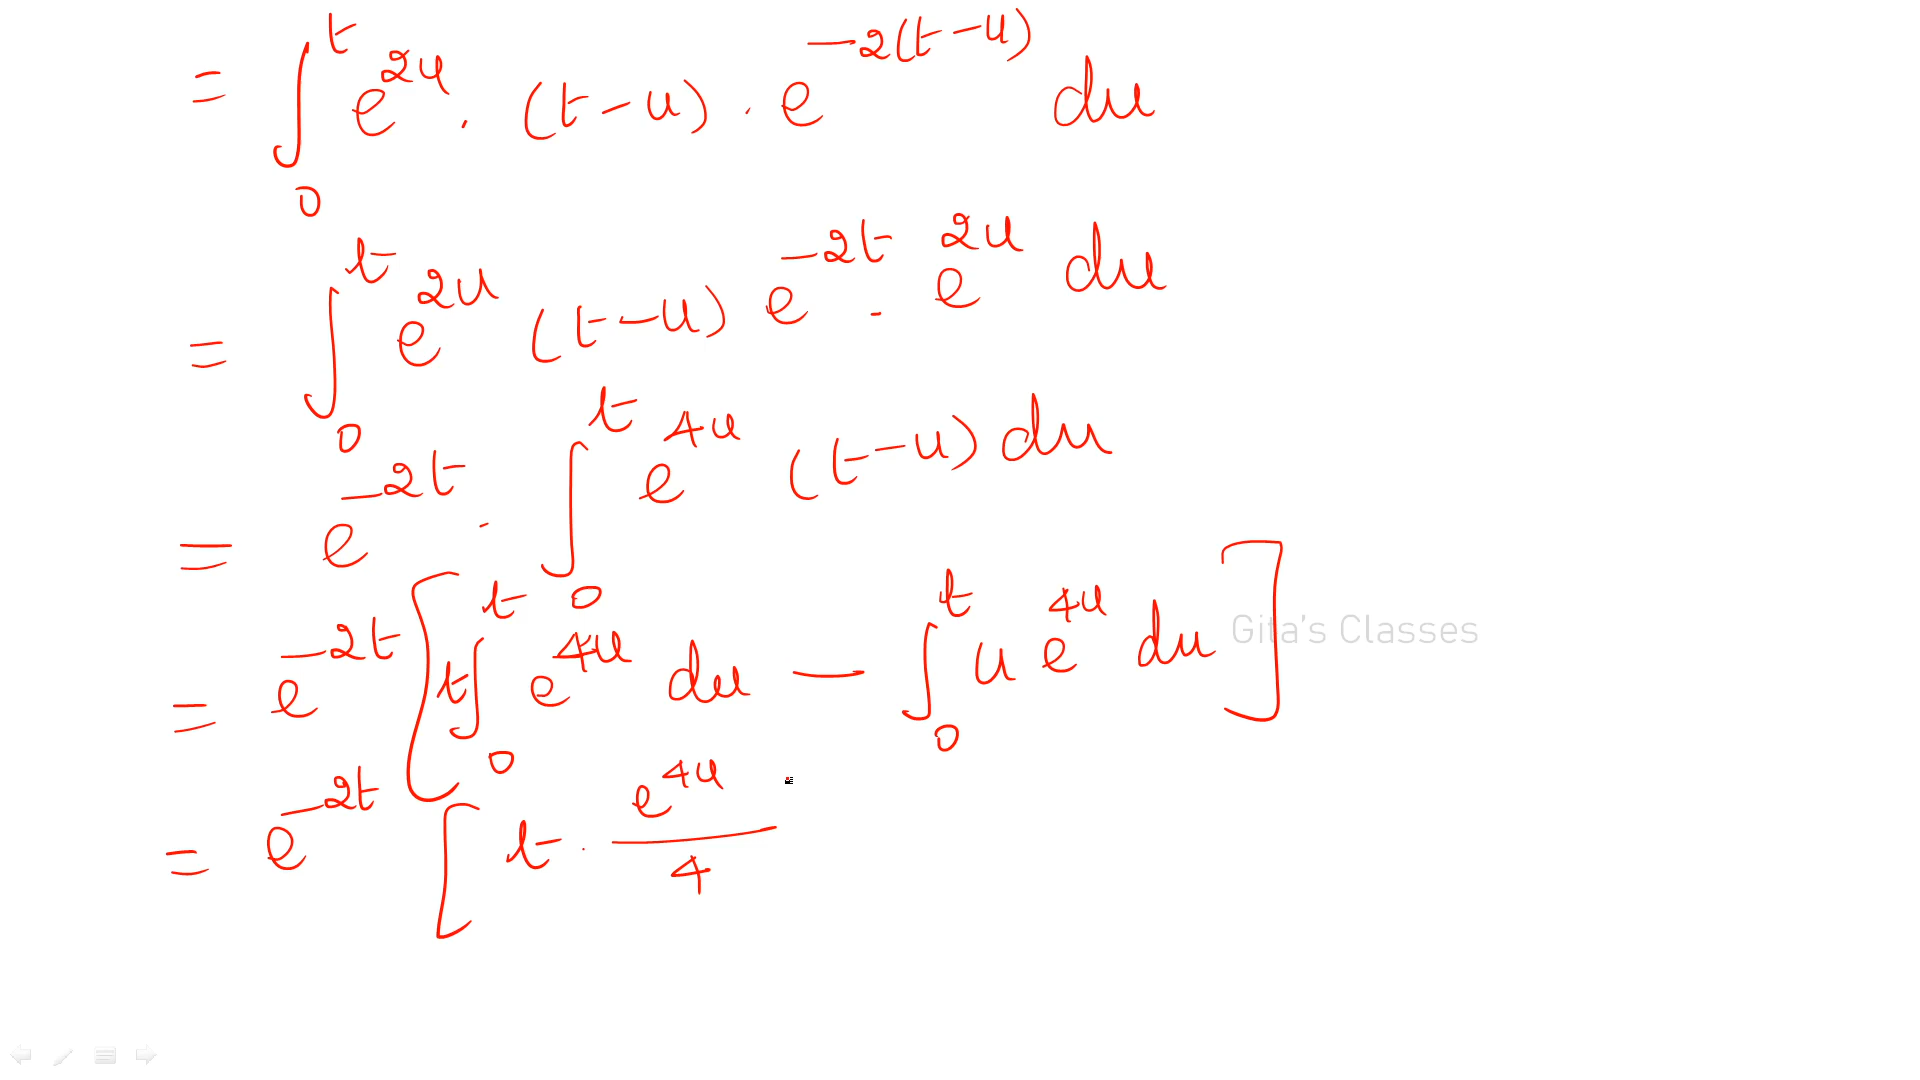 = ∫₀ᵗ e^{2u} · (t-u) · e^{-2(t-u)} du
= ∫₀ᵗ e^{2u} (t-u) e^{-2t} · e^{2u} du
= e^{-2t} · ∫₀ᵗ e^{4u} (t-u) du
= e^{-2t} [ t ∫₀ᵗ e^{4u} du - ∫₀ᵗ u e^{4u} du ]
Gita's Classes
= e^{-2t} [ t · \frac{e^{4u}}{4}